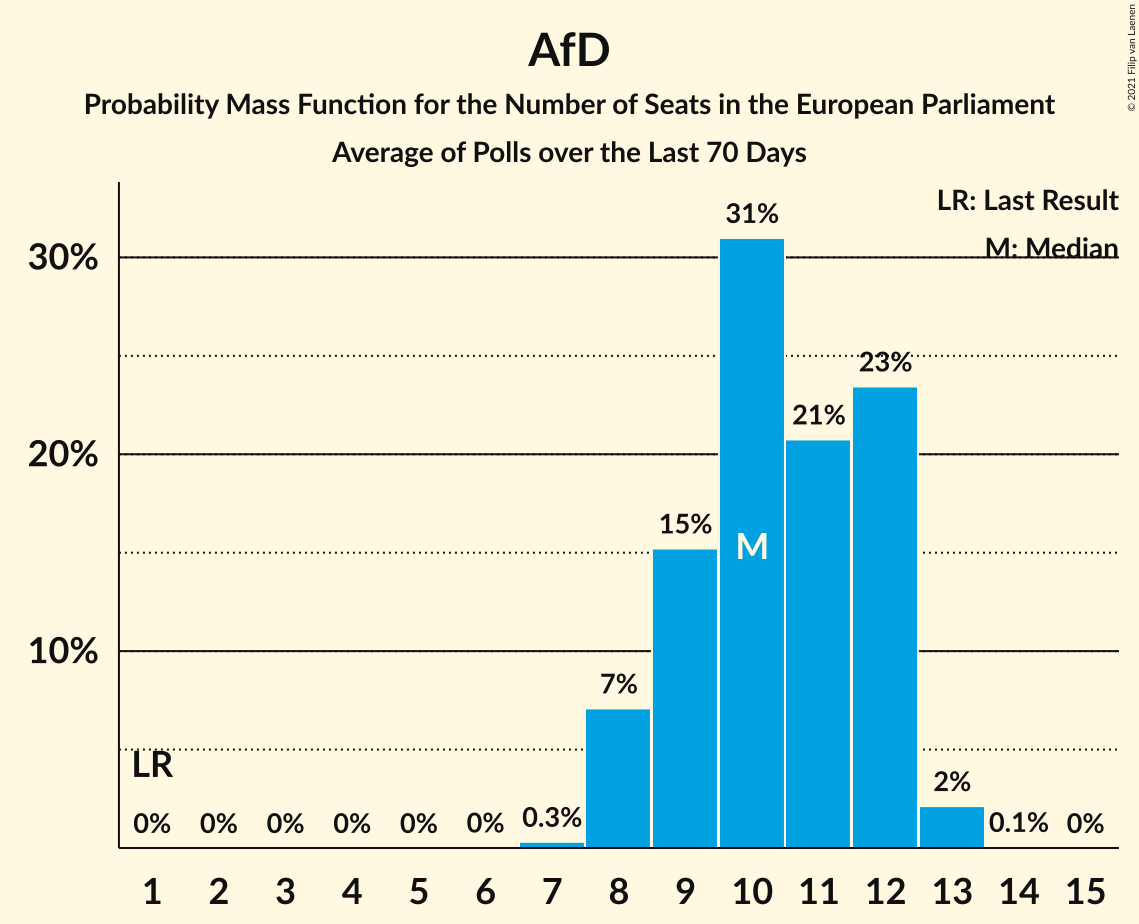 AfD
Probability Mass Function for the Number of Seats in the European Parliament
Average of Polls over the Last 70 Days
© 2021 Filip van Laenen
LR: Last Result
M: Median
31%
30%
23%
21%
20%
15%
M
10%
7%
LR
2%
0% 0% 0% 0% 0% 0% 0.3% 0.1% 0%
1 2 3 4 5 6 7 8 9 10 11 12 13 14 15